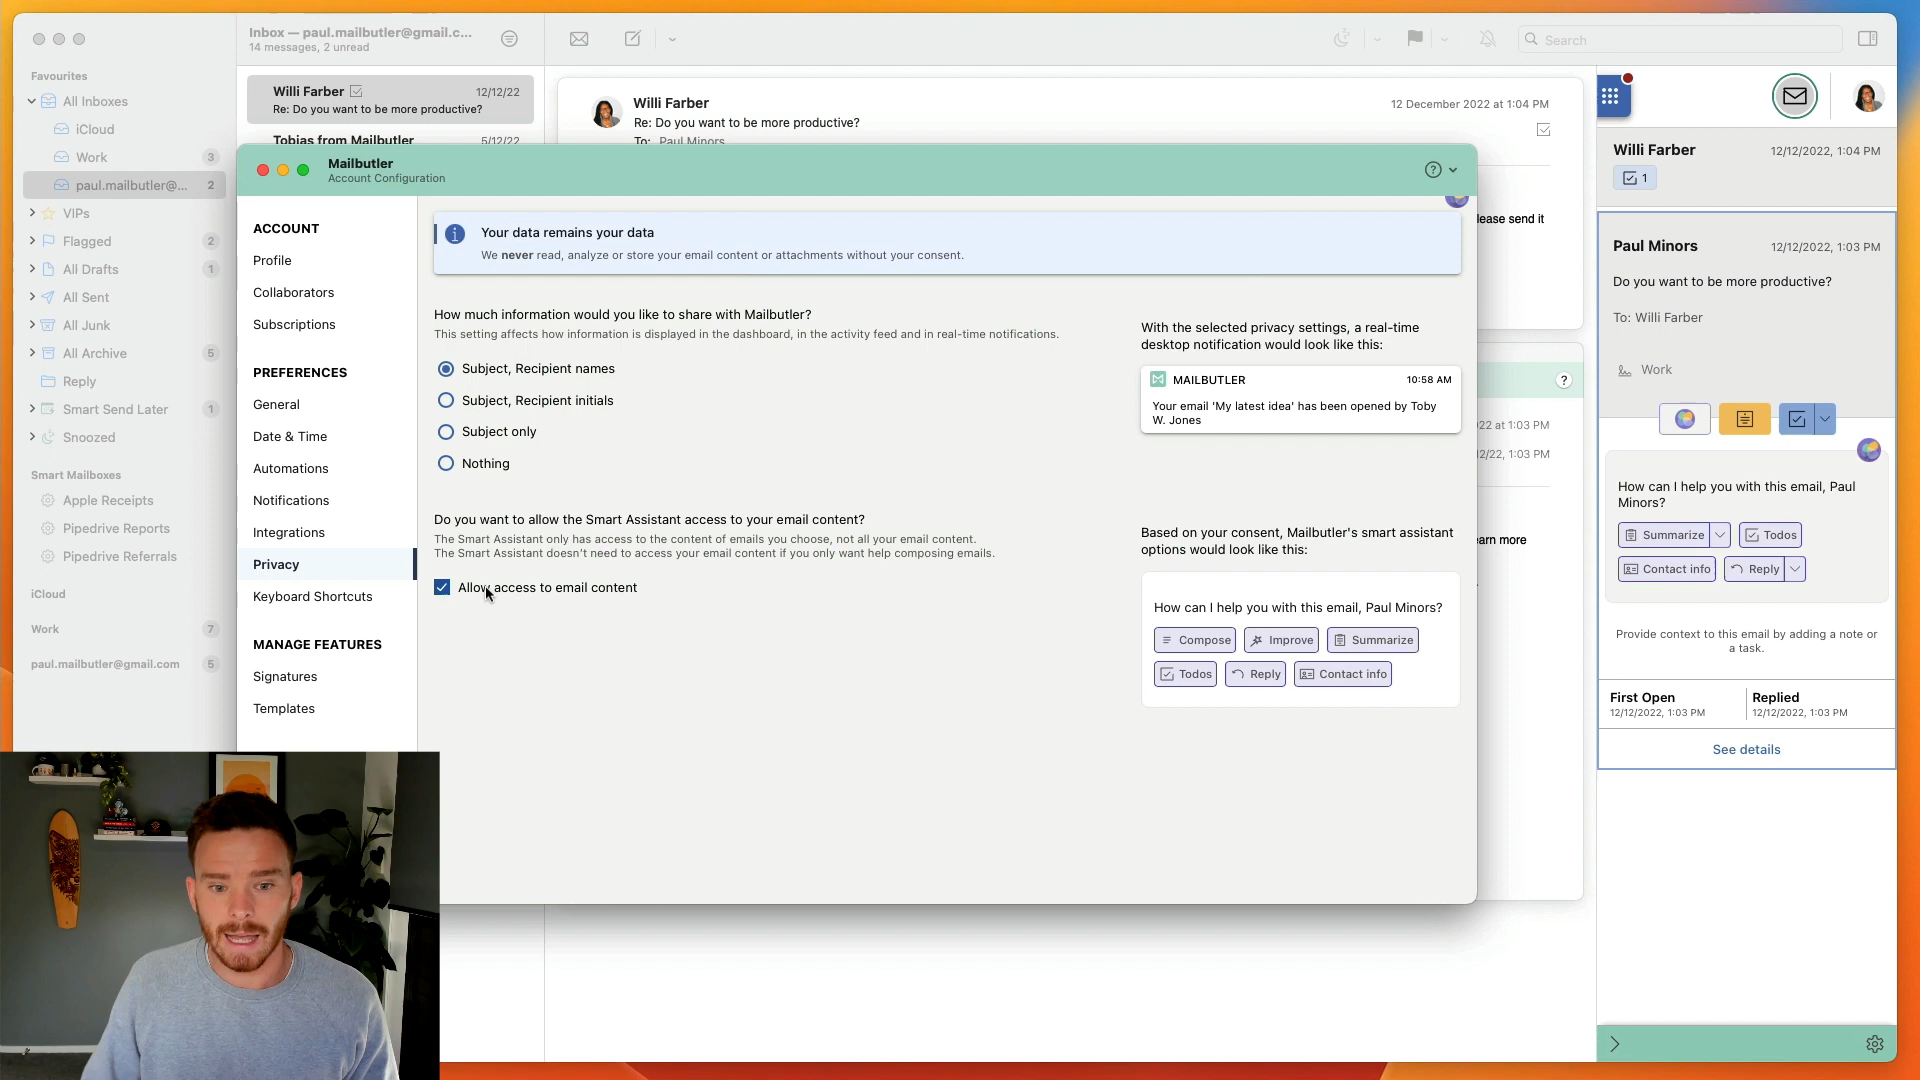 Inbox — paul.mailbutler@gmail.c...
14 messages, 2 unread
Search
Favourites
All Inboxes
iCloud
Work 3
paul.mailbutler@... 2
VIPs
Flagged 2
All Drafts 1
All Sent
All Junk
All Archive 5
Reply
Smart Send Later 1
Snoozed
Smart Mailboxes
Apple Receipts
Pipedrive Reports
Pipedrive Referrals
iCloud
Work 7
paul.mailbutler@gmail.com 5
Willi Farber 12/12/22
Re: Do you want to be more productive?
Tobias from Mailbutler 5/12/22
Willi Farber
Re: Do you want to be more productive?
To: Paul Minors
12 December 2022 at 1:04 PM
lease send it
?
22 at 1:03 PM
2/22, 1:03 PM
earn more
Mailbutler
Account Configuration
?
ACCOUNT
Profile
Collaborators
Subscriptions
PREFERENCES
General
Date & Time
Automations
Notifications
Integrations
Privacy
Keyboard Shortcuts
MANAGE FEATURES
Signatures
Templates
Your data remains your data
We never read, analyze or store your email content or attachments without your consent.
How much information would you like to share with Mailbutler?
This setting affects how information is displayed in the dashboard, in the activity feed and in real-time notifications.
Subject, Recipient names
Subject, Recipient initials
Subject only
Nothing
With the selected privacy settings, a real-time
desktop notification would look like this:
MAILBUTLER 10:58 AM
Your email 'My latest idea' has been opened by Toby
W. Jones
Do you want to allow the Smart Assistant access to your email content?
The Smart Assistant only has access to the content of emails you choose, not all your email content.
The Smart Assistant doesn't need to access your email content if you only want help composing emails.
Allow access to email content
Based on your consent, Mailbutler's smart assistant
options would look like this:
How can I help you with this email, Paul Minors?
Compose Improve Summarize
Todos Reply Contact info
Willi Farber 12/12/2022, 1:04 PM
1
Paul Minors 12/12/2022, 1:03 PM
Do you want to be more productive?
To: Willi Farber
Work
How can I help you with this email, Paul
Minors?
Summarize Todos
Contact info Reply
Provide context to this email by adding a note or
a task.
First Open Replied
12/12/2022, 1:03 PM 12/12/2022, 1:03 PM
See details